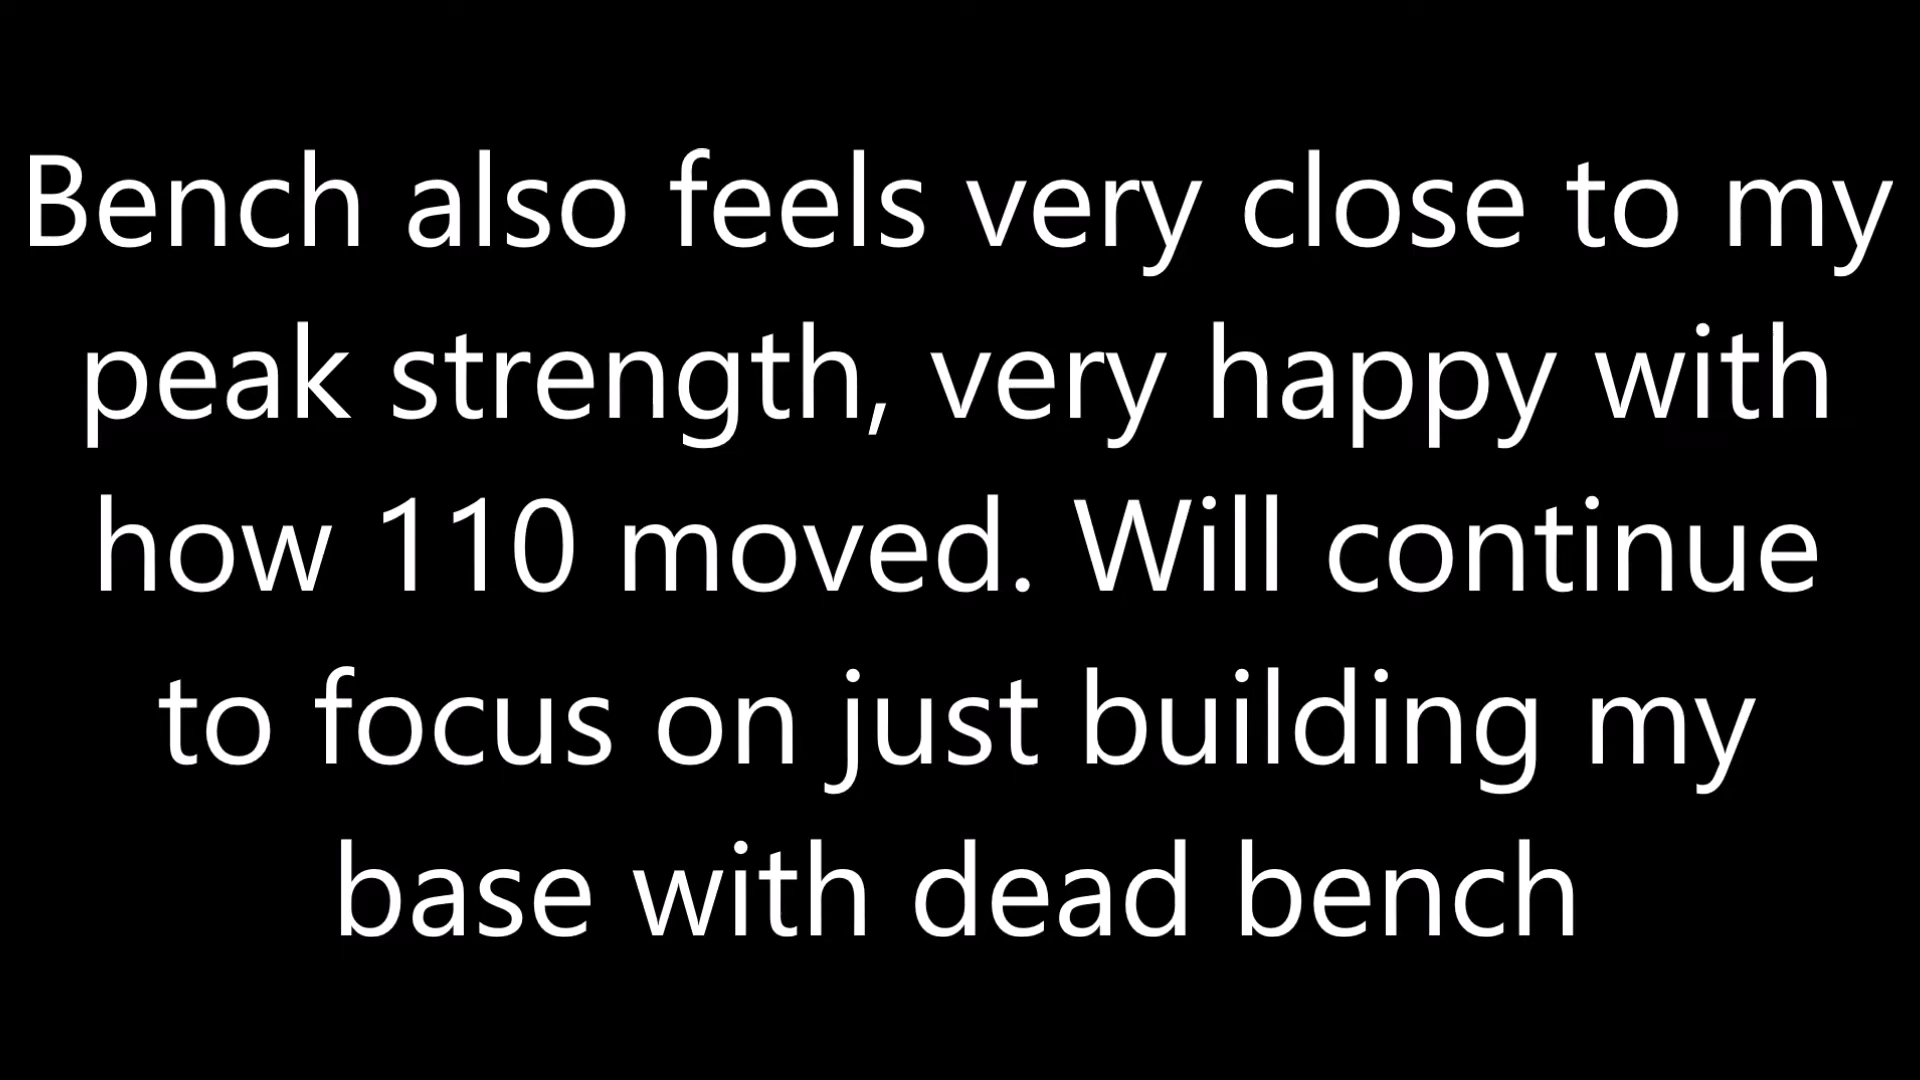 Bench also feels very close to my
peak strength, very happy with
how 110 moved. Will continue
to focus on just building my
base with dead bench